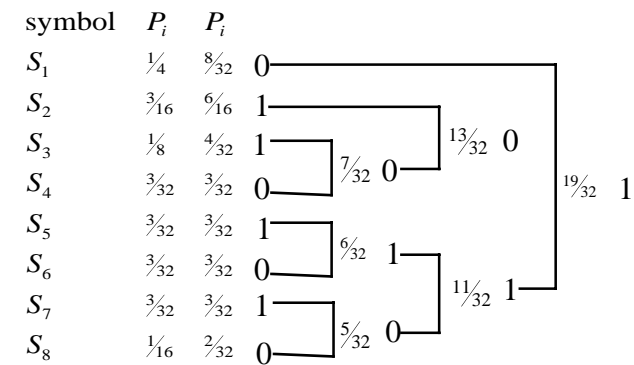 symbol P_i P_i
S_1 1/4 8/32 0
S_2 3/16 6/16 1 13/32 0
S_3 1/8 4/32 1 7/32 0
S_4 3/32 3/32 0 19/32 1
S_5 3/32 3/32 1 6/32 1
S_6 3/32 3/32 0 11/32 1
S_7 3/32 3/32 1 5/32 0
S_8 1/16 2/32 0